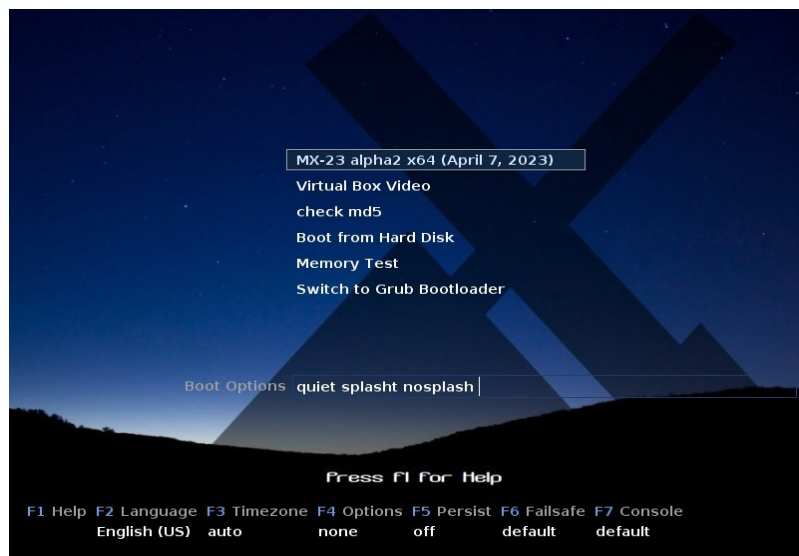 MX-23 alpha2 x64 (April 7, 2023)
Virtual Box Video
check md5
Boot from Hard Disk
Memory Test
Switch to Grub Bootloader
Boot Options quiet splasht nosplash
Press F1 for Help
F1 Help F2 Language F3 Timezone F4 Options F5 Persist F6 Failsafe F7 Console
English (US) auto none off default default